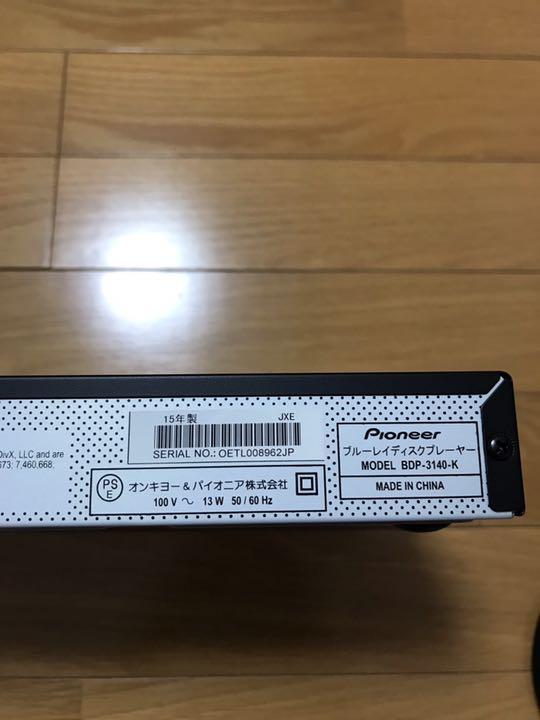 DivX, LLC and are
673; 7,460,668,
15年製 JXE
SERIAL NO.: OETL008962JP
PS
E
オンキヨー＆パイオニア株式会社
100 V ～ 13 W 50 / 60 Hz
Pioneer
ブルーレイディスクプレーヤー
MODEL BDP-3140-K
MADE IN CHINA